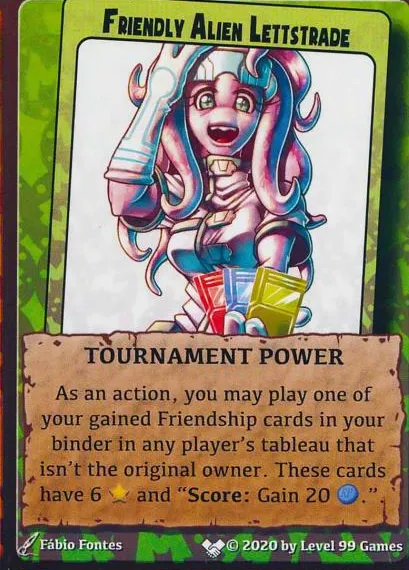 Friendly Alien Lettstrade
TOURNAMENT POWER
As an action, you may play one of
your gained Friendship cards in your
binder in any player's tableau that
isn't the original owner. These cards
have 6 ⭐ and "Score: Gain 20 AP.".
Fábio Fontes
© 2020 by Level 99 Games